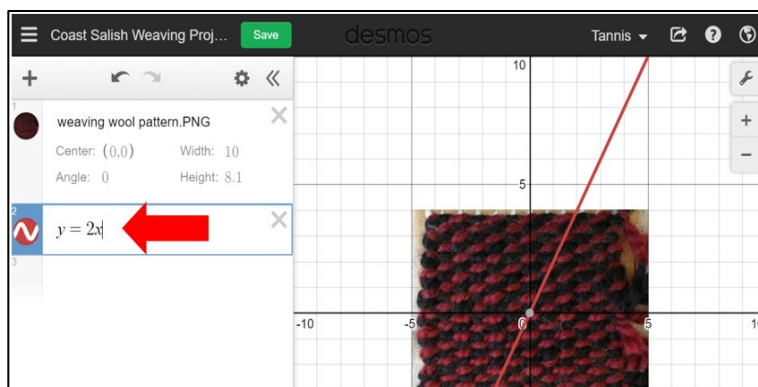 Coast Salish Weaving Proj... Save desmos Tannis
1
weaving wool pattern.PNG
Center: (0,0) Width: 10
Angle: 0 Height: 8.1
2
y = 2x
3
10
5
-10 -5 0 5 10